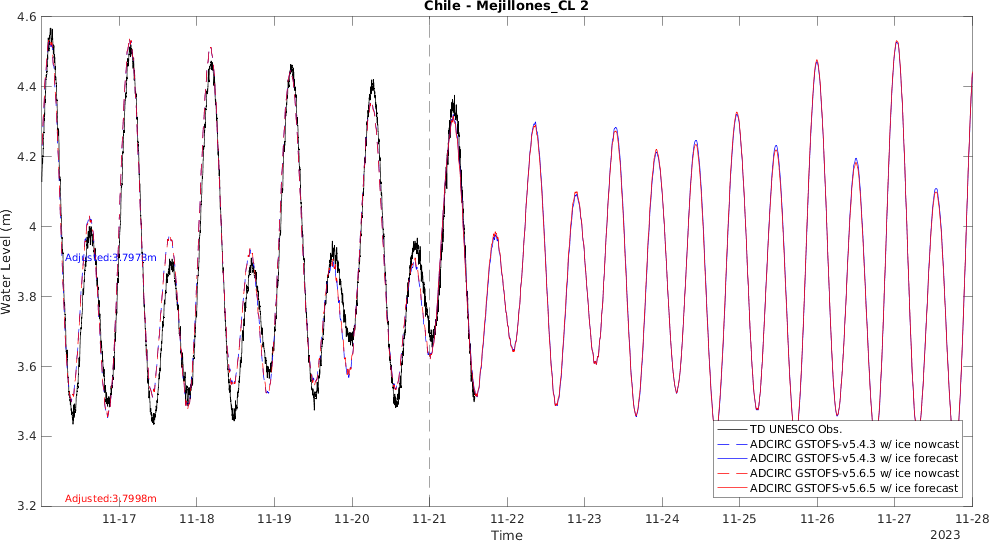 Chile - Mejillones_CL 2
4.6
4.4
4.2
4
3.8
3.6
3.4
3.2
Water Level (m)
Adjusted:3.7973m
Adjusted:3.7998m
TD UNESCO Obs.
ADCIRC GSTOFS-v5.4.3 w/ ice nowcast
ADCIRC GSTOFS-v5.4.3 w/ ice forecast
ADCIRC GSTOFS-v5.6.5 w/ ice nowcast
ADCIRC GSTOFS-v5.6.5 w/ ice forecast
11-17 11-18 11-19 11-20 11-21 11-22 11-23 11-24 11-25 11-26 11-27 11-28
Time
2023